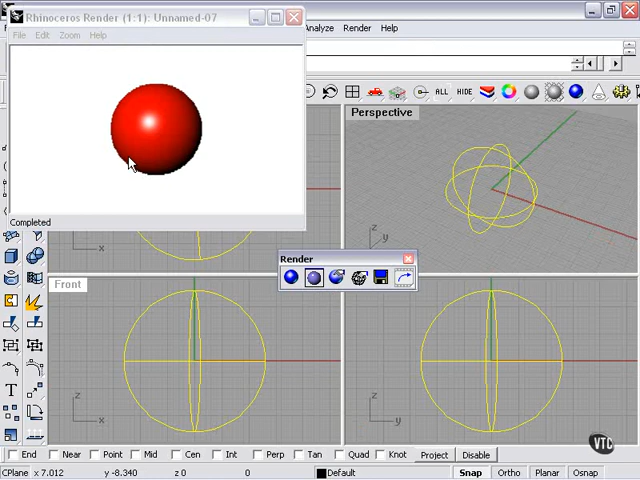 Rhinoceros Render (1:1): Unnamed-07
File Edit Zoom Help
Analyze Render Help
ALL HIDE
Perspective
z
y
Completed
x
Render
Front
z
x
z
y
T
VTC
End Near Point Mid Cen Int Perp Tan Quad Knot Project Disable
CPlane x 7.012 y -8.340 z 0 0 Default Snap Ortho Planar Osnap